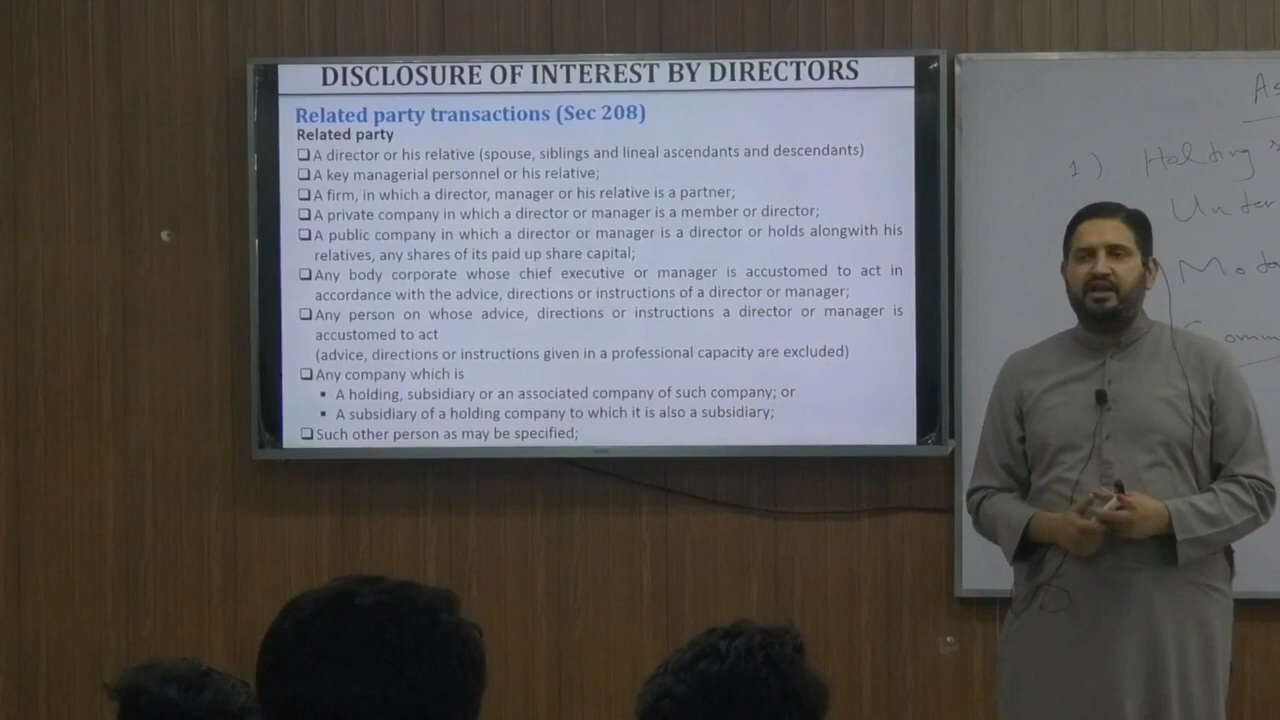 DISCLOSURE OF INTEREST BY DIRECTORS
Related party transactions (Sec 208)
Related party
❑A director or his relative (spouse, siblings and lineal ascendants and descendants)
❑A key managerial personnel or his relative;
❑A firm, in which a director, manager or his relative is a partner;
❑A private company in which a director or manager is a member or director;
❑A public company in which a director or manager is a director or holds alongwith his
relatives, any shares of its paid up share capital;
❑Any body corporate whose chief executive or manager is accustomed to act in
accordance with the advice, directions or instructions of a director or manager;
❑Any person on whose advice, directions or instructions a director or manager is
accustomed to act
(advice, directions or instructions given in a professional capacity are excluded)
❑Any company which is
▪ A holding, subsidiary or an associated company of such company; or
▪ A subsidiary of a holding company to which it is also a subsidiary;
❑Such other person as may be specified;
As
1) Holding
Unter